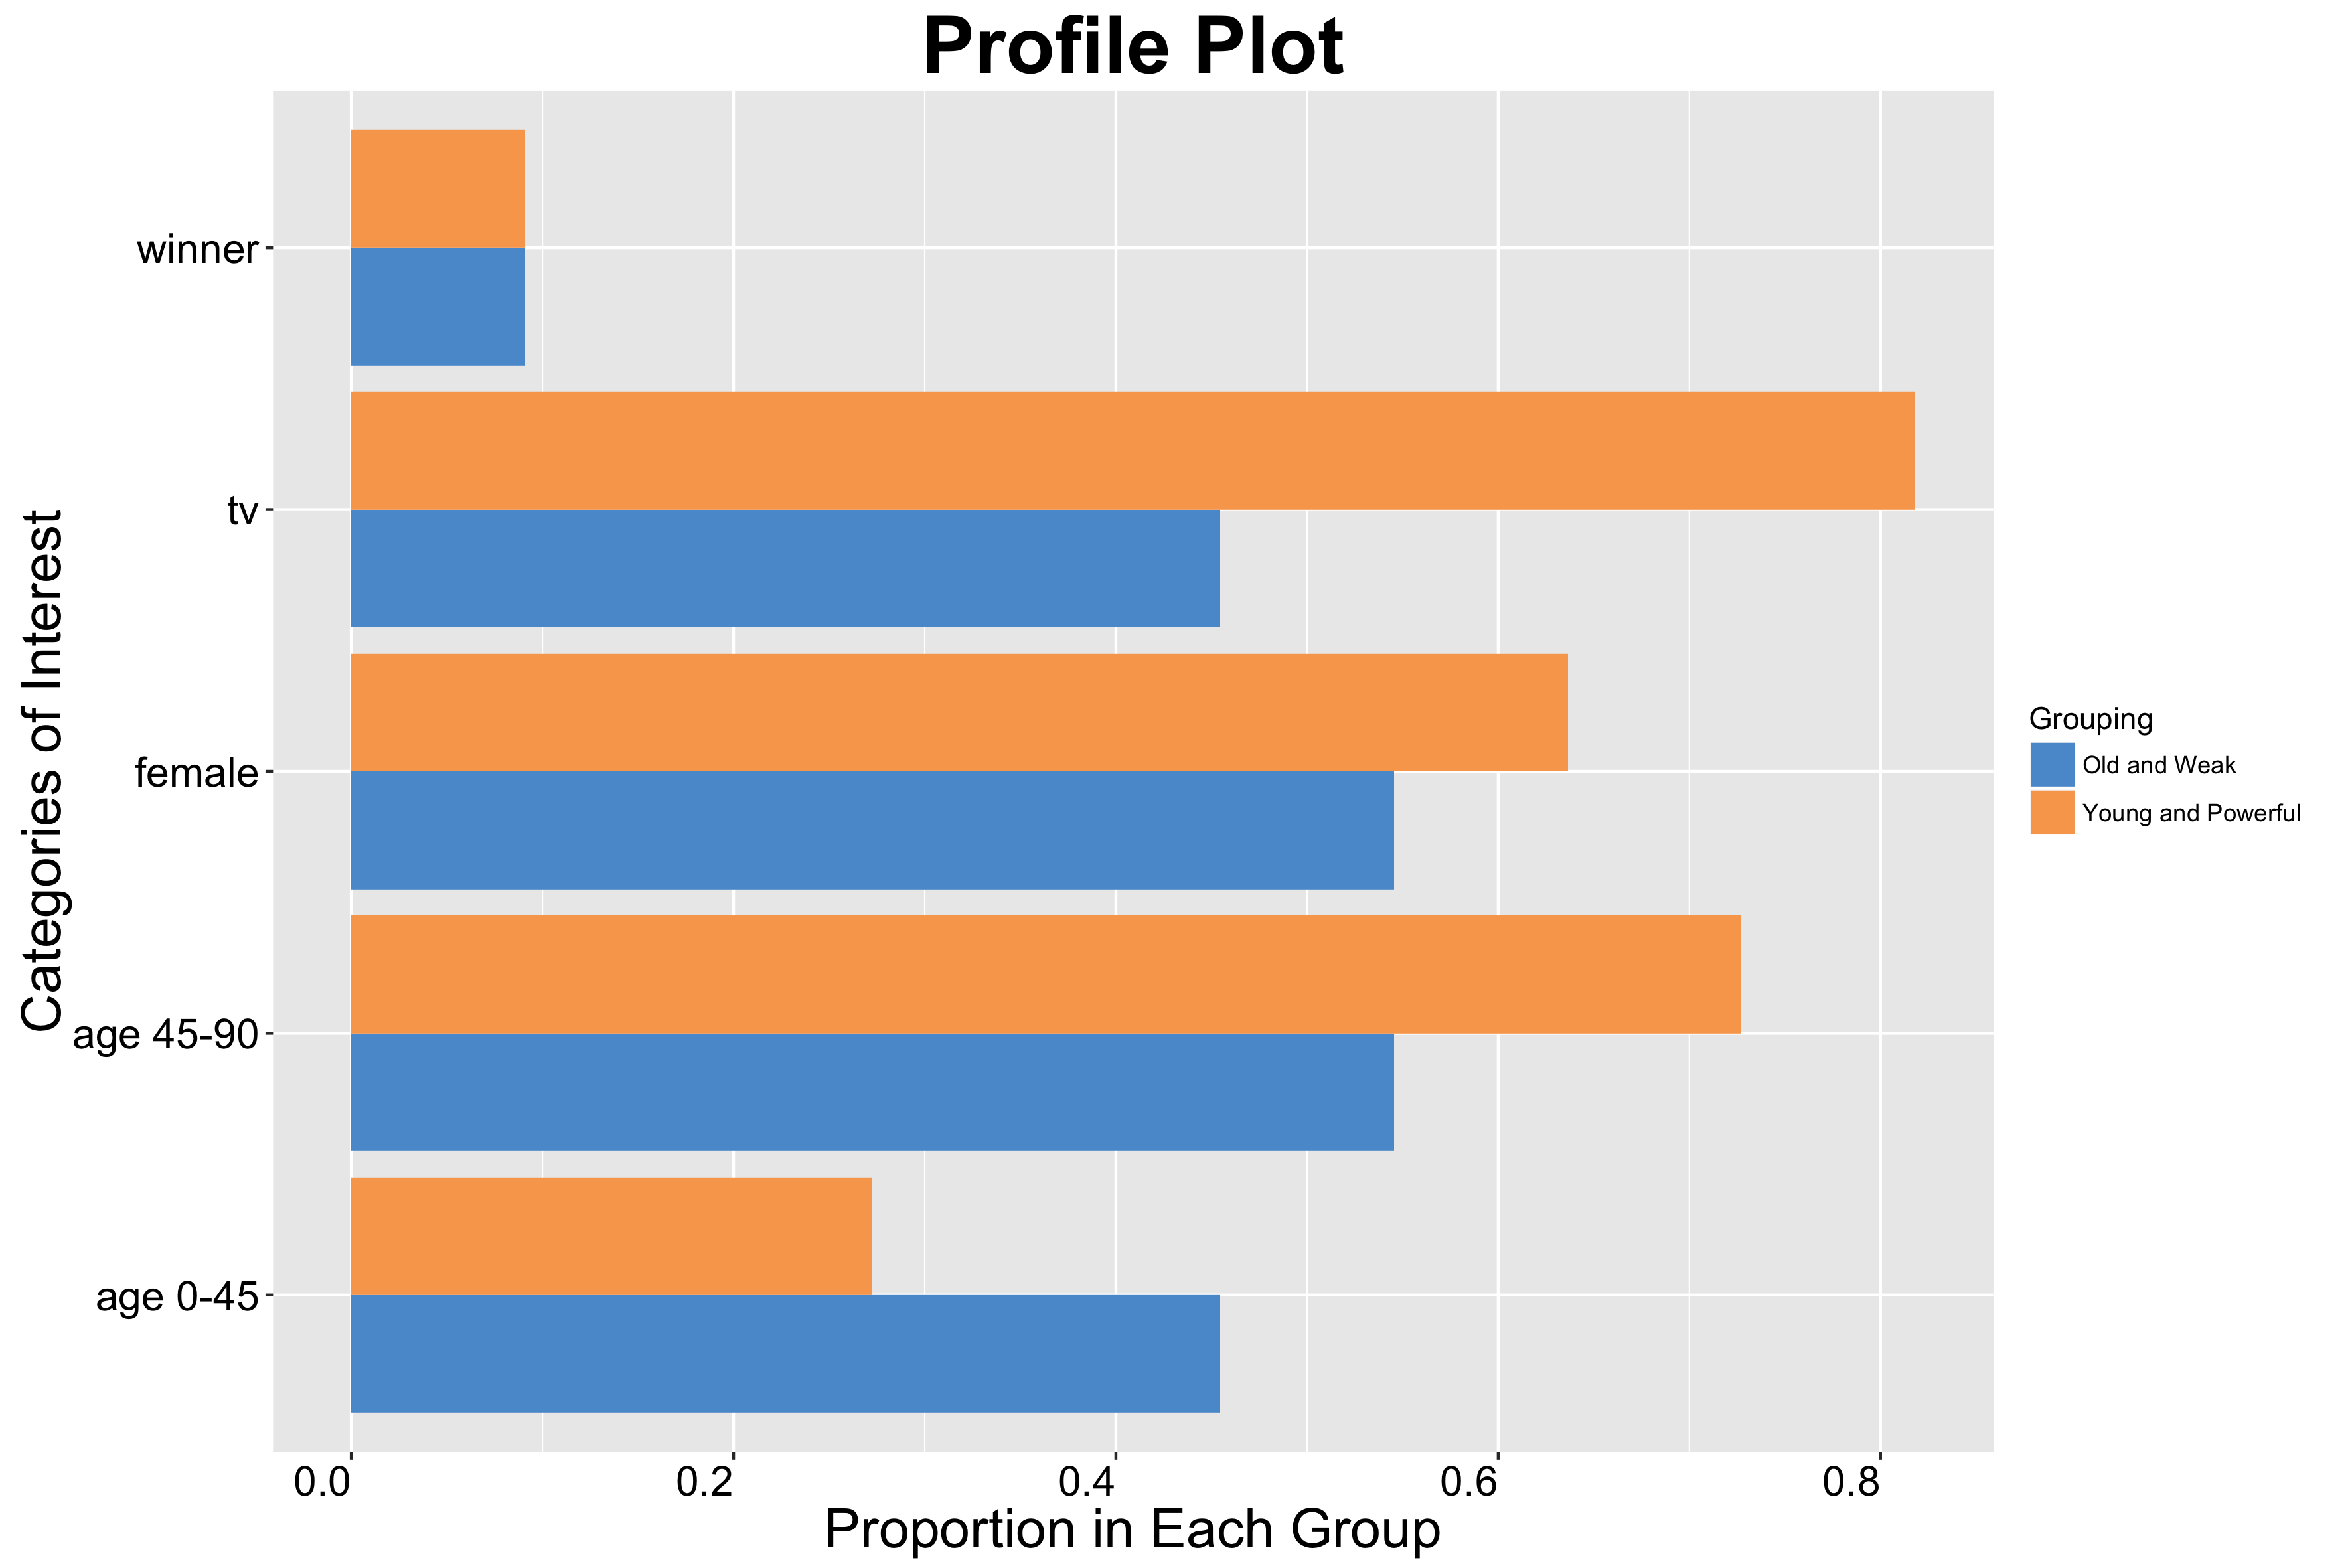 Profile Plot
Categories of Interest
winner
tv
female
age 45-90
age 0-45
0.0 0.2 0.4 0.6 0.8
Proportion in Each Group
Grouping
Old and Weak
Young and Powerful